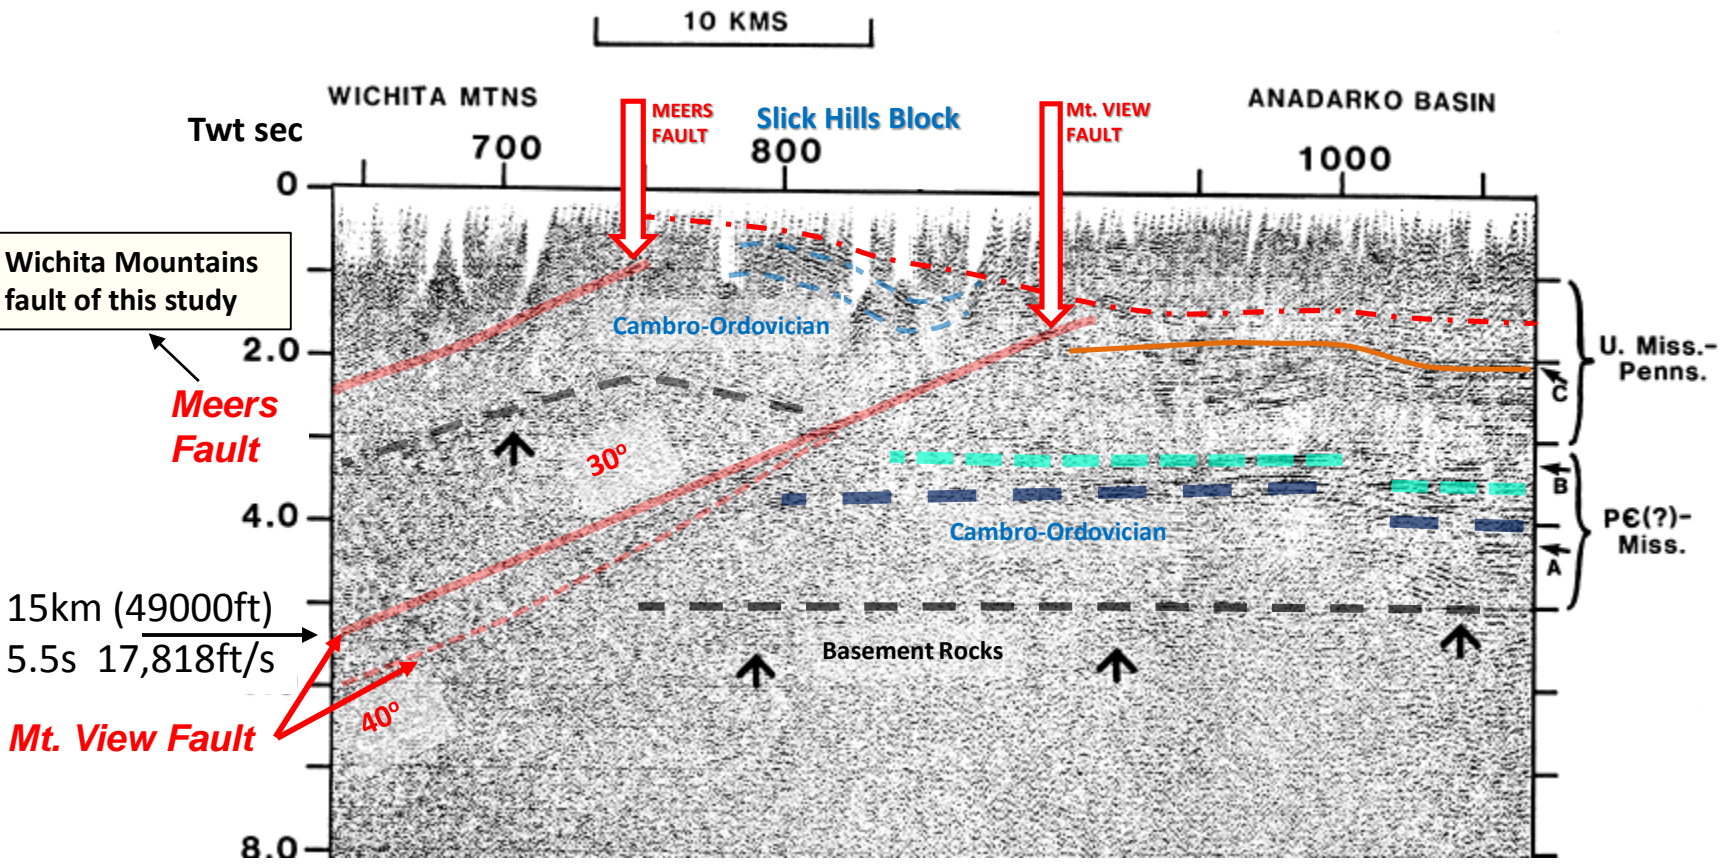 10 KMS
WICHITA MTNS
ANADARKO BASIN
Twt sec
MEERS
FAULT
Slick Hills Block
Mt. VIEW
FAULT
700
800
1000
0
Wichita Mountains
fault of this study
Cambro-Ordovician
2.0
U. Miss.-
Penns.
C
Meers
Fault
30º
B
4.0
Cambro-Ordovician
PЄ(?)-
Miss.
A
15km (49000ft)
5.5s 17,818ft/s
Basement Rocks
40º
Mt. View Fault
8.0